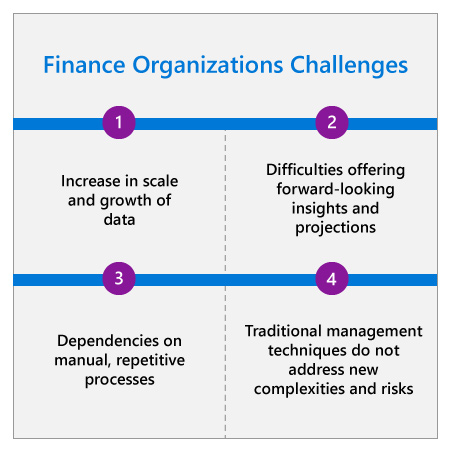 Finance Organizations Challenges
1
Increase in scale
and growth of
data
2
Difficulties offering
forward-looking
insights and
projections
3
Dependencies on
manual, repetitive
processes
4
Traditional management
techniques do not
address new
complexities and risks